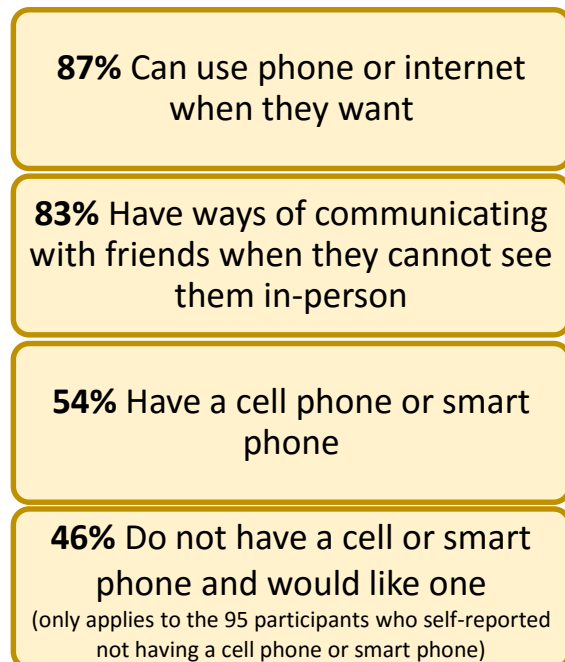 87% Can use phone or internet
when they want
83% Have ways of communicating
with friends when they cannot see
them in-person
54% Have a cell phone or smart
phone
46% Do not have a cell or smart
phone and would like one
(only applies to the 95 participants who self-reported
not having a cell phone or smart phone)